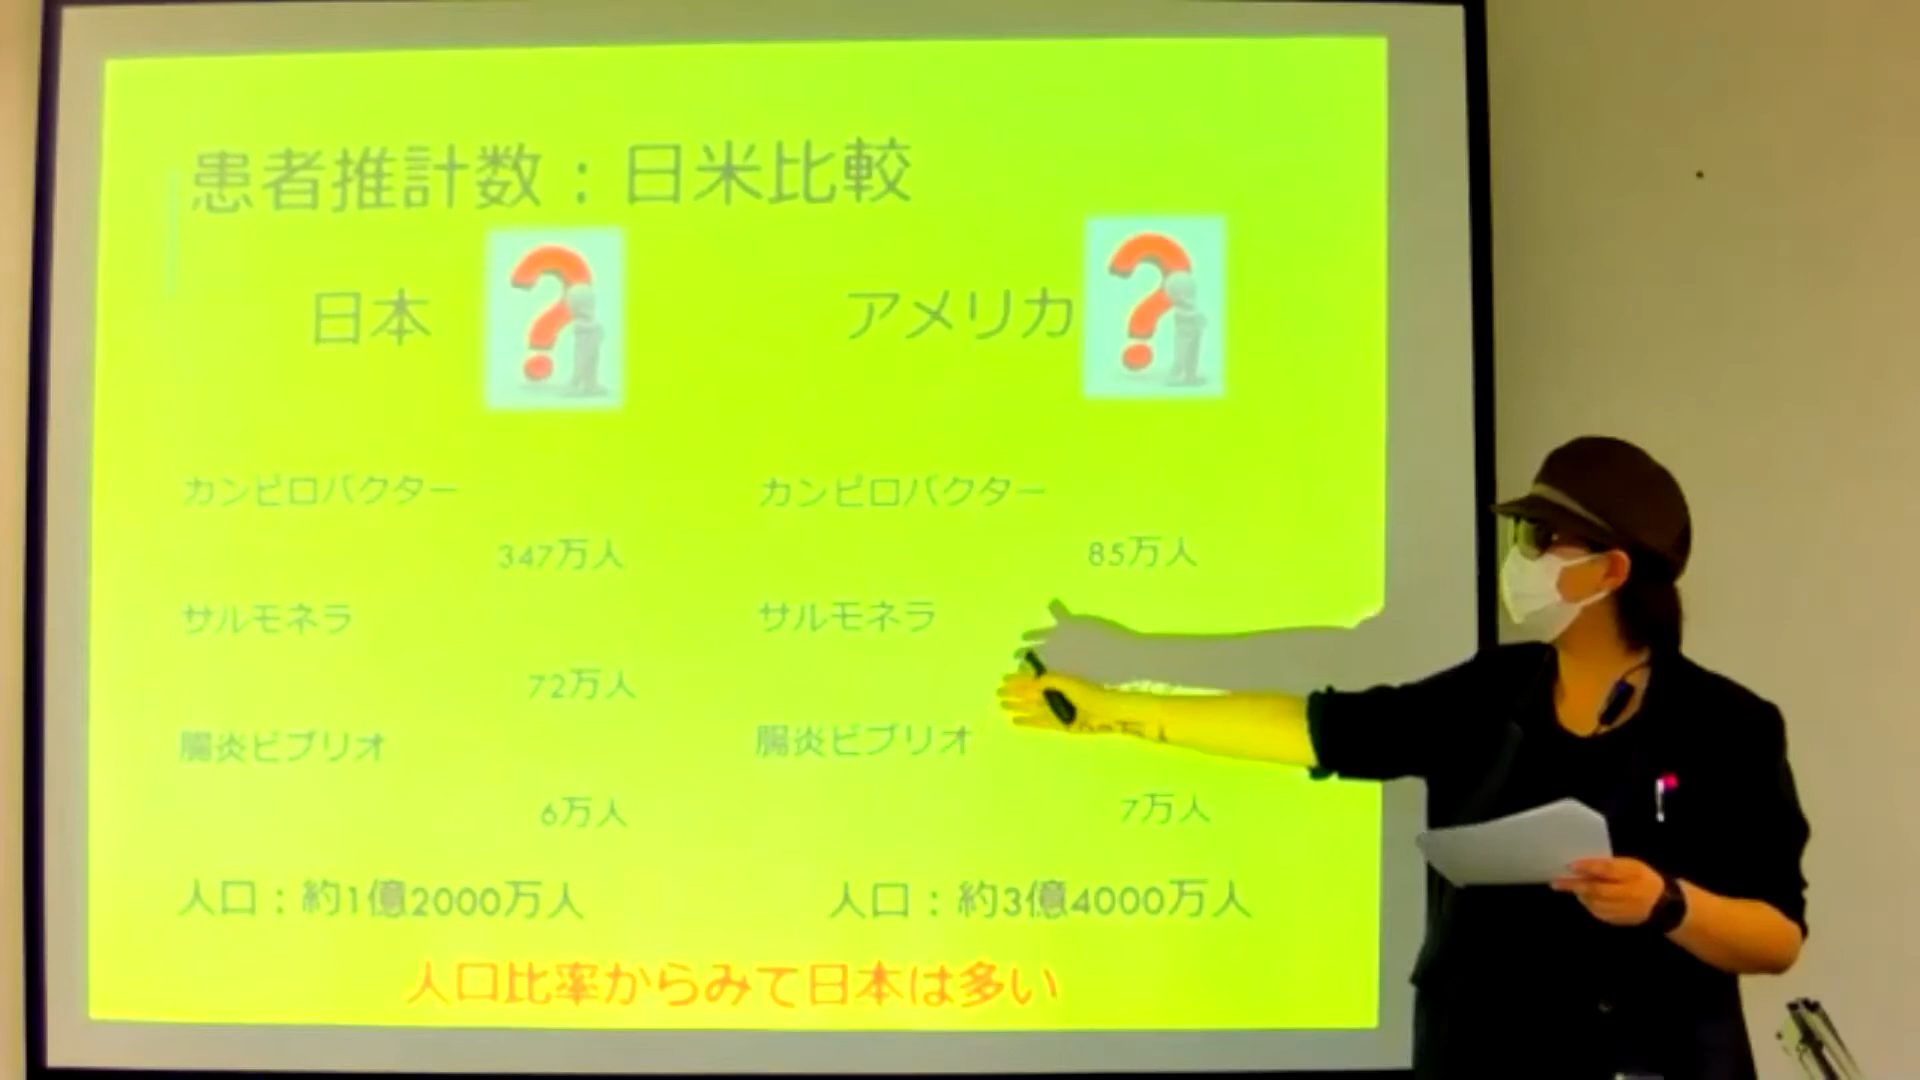 患者推計数：日米比較
日本
アメリカ
カンピロバクター
カンピロバクター
347万人
85万人
サルモネラ
サルモネラ
72万人
腸炎ビブリオ
腸炎ビブリオ
6万人
7万人
人口：約1億2000万人
人口：約3億4000万人
人口比率からみて日本は多い